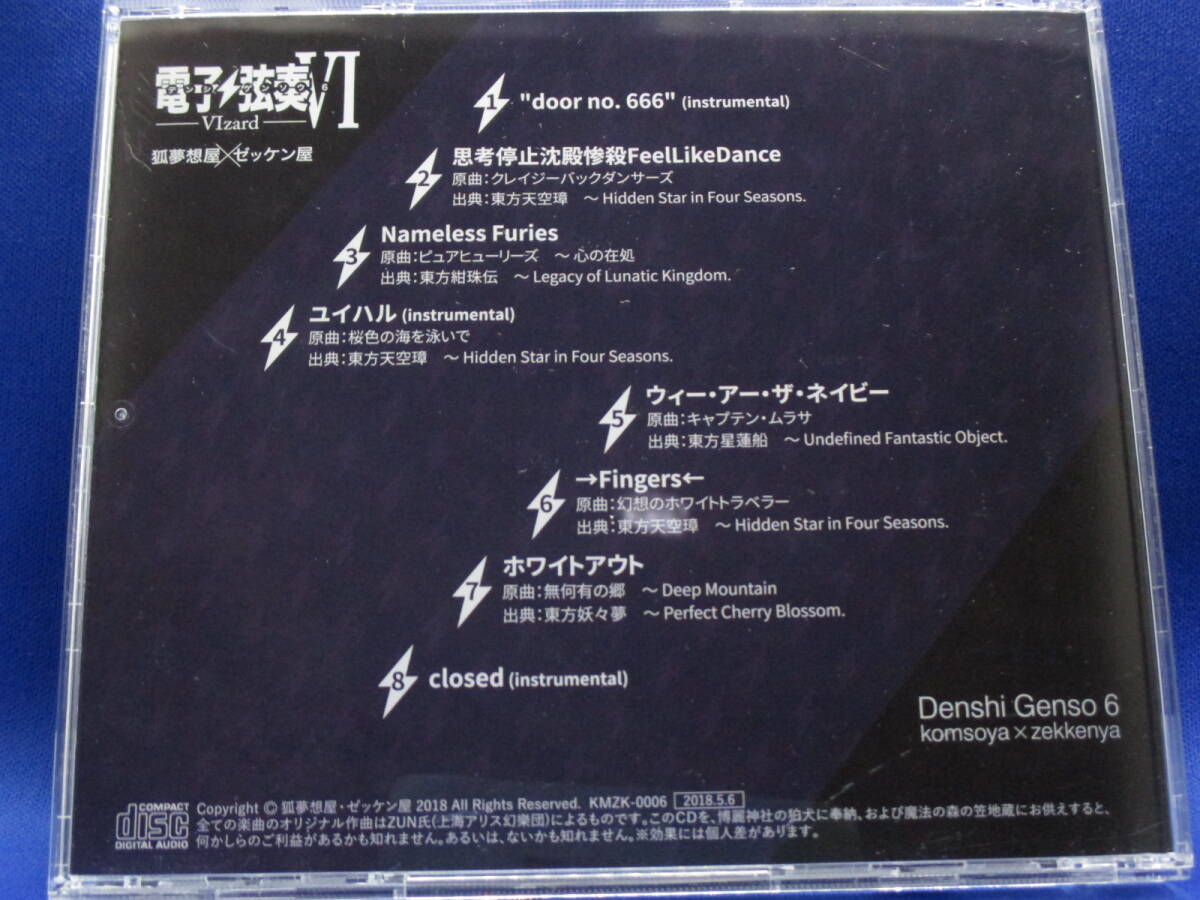 電子弦奏VI
デンシゲンソウ6
VIzard
狐夢想屋×ゼッケン屋
1 "door no. 666" (instrumental)
2 思考停止沈殿惨殺FeelLikeDance
原曲：クレイジーバックダンサーズ
出典：東方天空璋　～ Hidden Star in Four Seasons.
3 Nameless Furies
原曲：ピュアヒューリーズ　～ 心の在処
出典：東方紺珠伝　～ Legacy of Lunatic Kingdom.
4 ユイハル (instrumental)
原曲：桜色の海を泳いで
出典：東方天空璋　～ Hidden Star in Four Seasons.
5 ウィー・アー・ザ・ネイビー
原曲：キャプテン・ムラサ
出典：東方星蓮船　～ Undefined Fantastic Object.
6 →Fingers←
原曲：幻想のホワイトトラベラー
出典：東方天空璋　～ Hidden Star in Four Seasons.
7 ホワイトアウト
原曲：無何有の郷　～ Deep Mountain
出典：東方妖々夢　～ Perfect Cherry Blossom.
8 closed (instrumental)
Denshi Genso 6
komsoya×zekkenya
COMPACT disc DIGITAL AUDIO
Copyright © 狐夢想屋・ゼッケン屋 2018 All Rights Reserved. KMZK-0006 2018.5.6
全ての楽曲のオリジナル作曲はZUN氏(上海アリス幻樂団)によるものです。このCDを、博麗神社の狛犬に奉納、および魔法の森の笠地蔵にお供えすると、
何かしらのご利益があるかも知れません。あるいは、ないかも知れません。※効果には個人差があります。